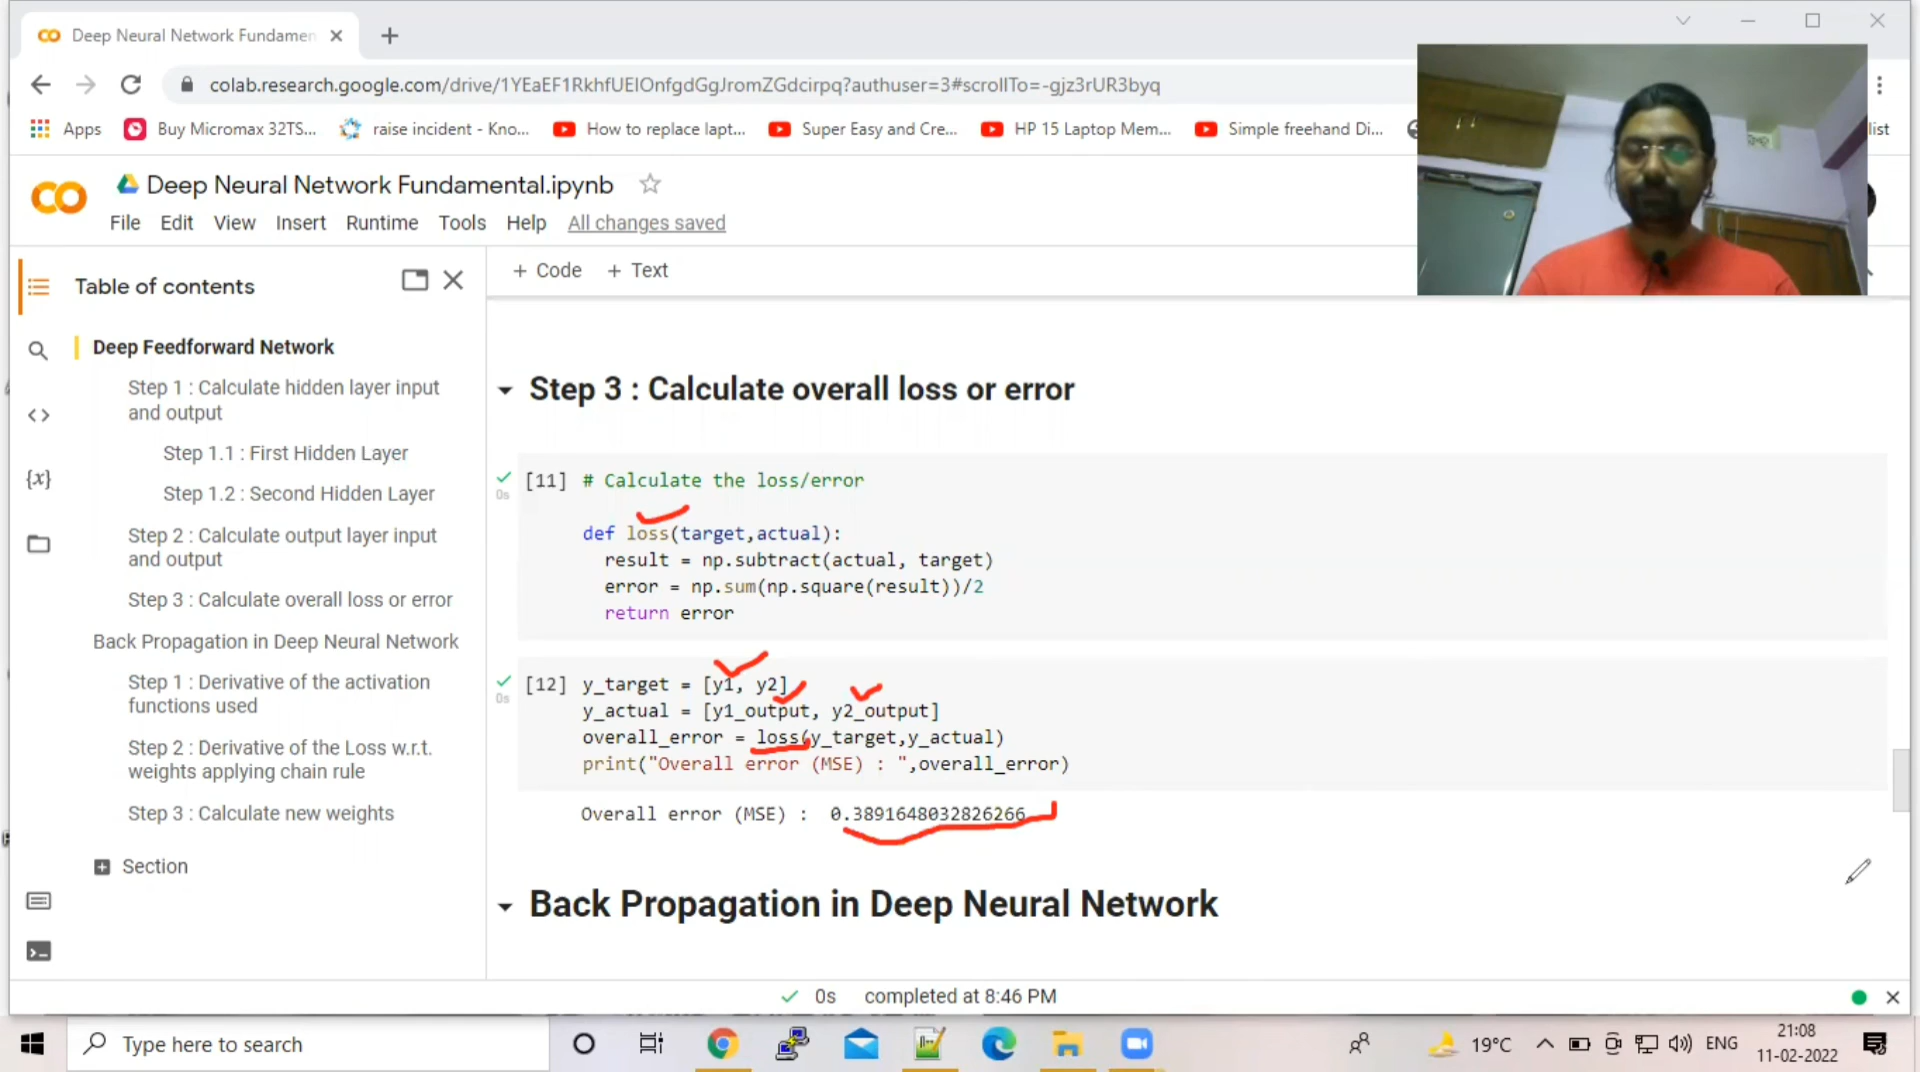 Deep Neural Network Fundamen
colab.research.google.com/drive/1YEaEF1RkhfUEIOnfgdGgJromZGdcirpq?authuser=3#scrollTo=-gjz3rUR3byq
Apps
Buy Micromax 32TS...
raise incident - Kno...
How to replace lapt...
Super Easy and Cre...
HP 15 Laptop Mem...
Simple freehand Di...
list
Deep Neural Network Fundamental.ipynb
File Edit View Insert Runtime Tools Help All changes saved
Table of contents
+ Code + Text
Deep Feedforward Network
Step 1 : Calculate hidden layer input
and output
Step 1.1 : First Hidden Layer
Step 1.2 : Second Hidden Layer
Step 2 : Calculate output layer input
and output
Step 3 : Calculate overall loss or error
Back Propagation in Deep Neural Network
Step 1 : Derivative of the activation
functions used
Step 2 : Derivative of the Loss w.r.t.
weights applying chain rule
Step 3 : Calculate new weights
Section
{x}
Step 3 : Calculate overall loss or error
0s
[11] # Calculate the loss/error
def loss(target,actual):
result = np.subtract(actual, target)
error = np.sum(np.square(result))/2
return error
0s
[12] y_target = [y1, y2]
y_actual = [y1_output, y2_output]
overall_error = loss(y_target,y_actual)
print("Overall error (MSE) : ",overall_error)
Overall error (MSE) : 0.3891648032826266
Back Propagation in Deep Neural Network
0s completed at 8:46 PM
Type here to search
19°C
ENG
21:08
11-02-2022